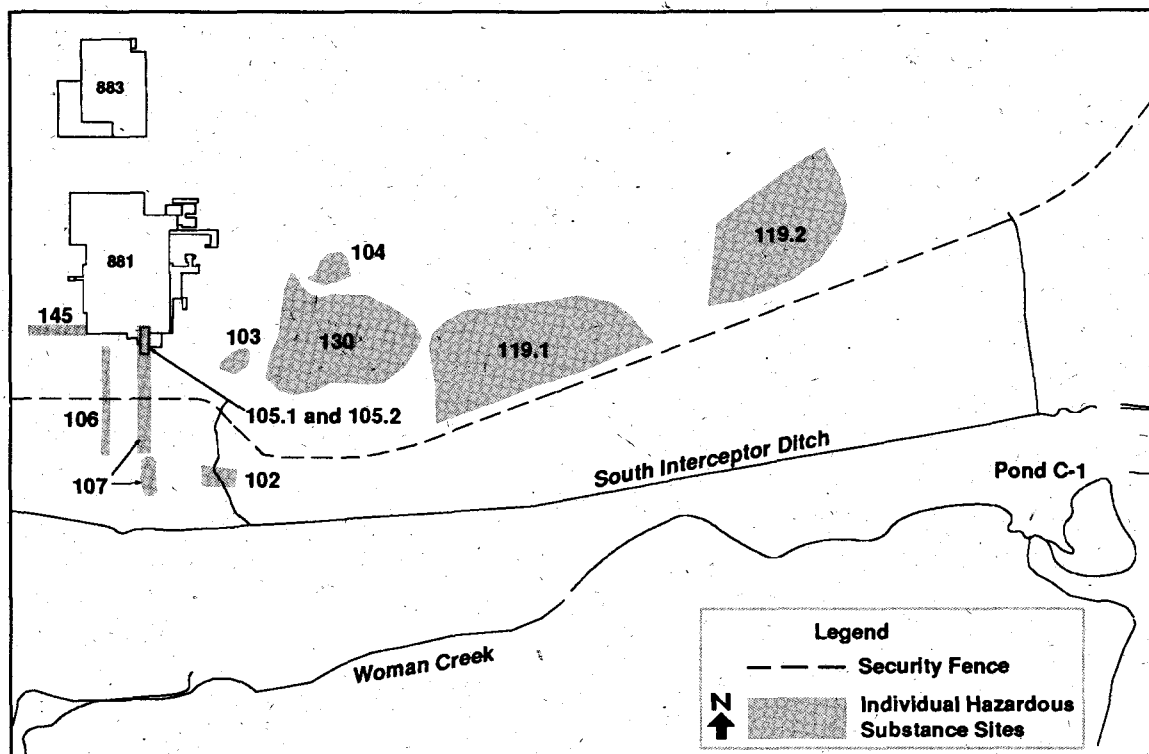 883
881
104
119.2
145
103
130
119.1
106
105.1 and 105.2
107
102
South Interceptor Ditch
Pond C-1
Woman Creek
Legend
Security Fence
N
Individual Hazardous
Substance Sites